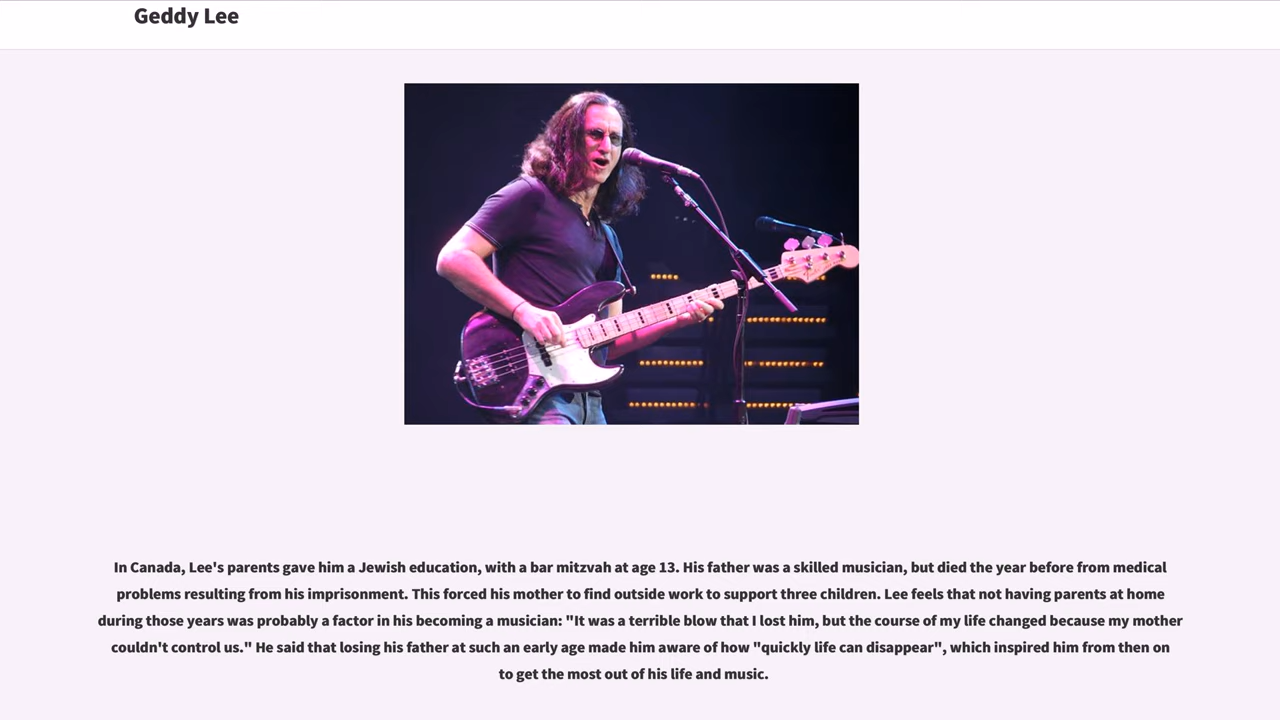 Geddy Lee
In Canada, Lee's parents gave him a Jewish education, with a bar mitzvah at age 13. His father was a skilled musician, but died the year before from medical
problems resulting from his imprisonment. This forced his mother to find outside work to support three children. Lee feels that not having parents at home
during those years was probably a factor in his becoming a musician: "It was a terrible blow that I lost him, but the course of my life changed because my mother
couldn't control us." He said that losing his father at such an early age made him aware of how "quickly life can disappear", which inspired him from then on
to get the most out of his life and music.